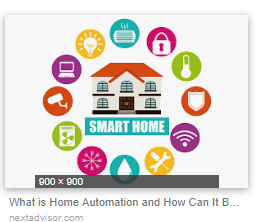 SMART HOME
900 × 900
What is Home Automation and How Can It B...
nextadvisor.com